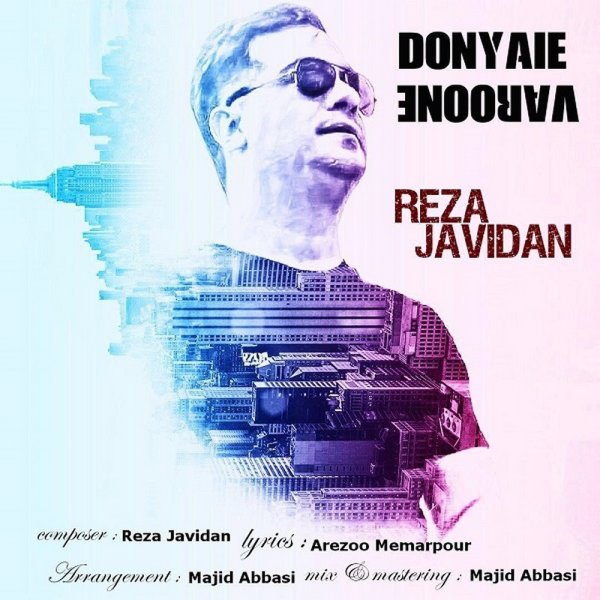 DONYAIE
VAROONE
REZA
JAVIDAN
composer : Reza Javidan lyrics : Arezoo Memarpour
Arrangement : Majid Abbasi mix & mastering : Majid Abbasi